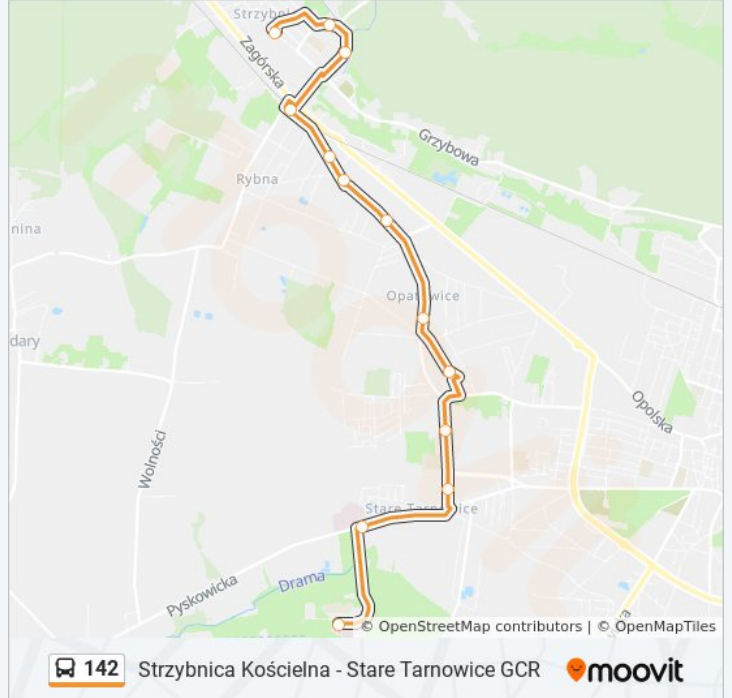 Strzybni
Zagórska
Grzybowa
Rybna
nina
Opatowice
dary
Opolska
Wolności
Stare Tarnowice
Pyskowicka
Drama
© OpenStreetMap contributors | © OpenMapTiles
142 Strzybnica Kościelna - Stare Tarnowice GCR moovit